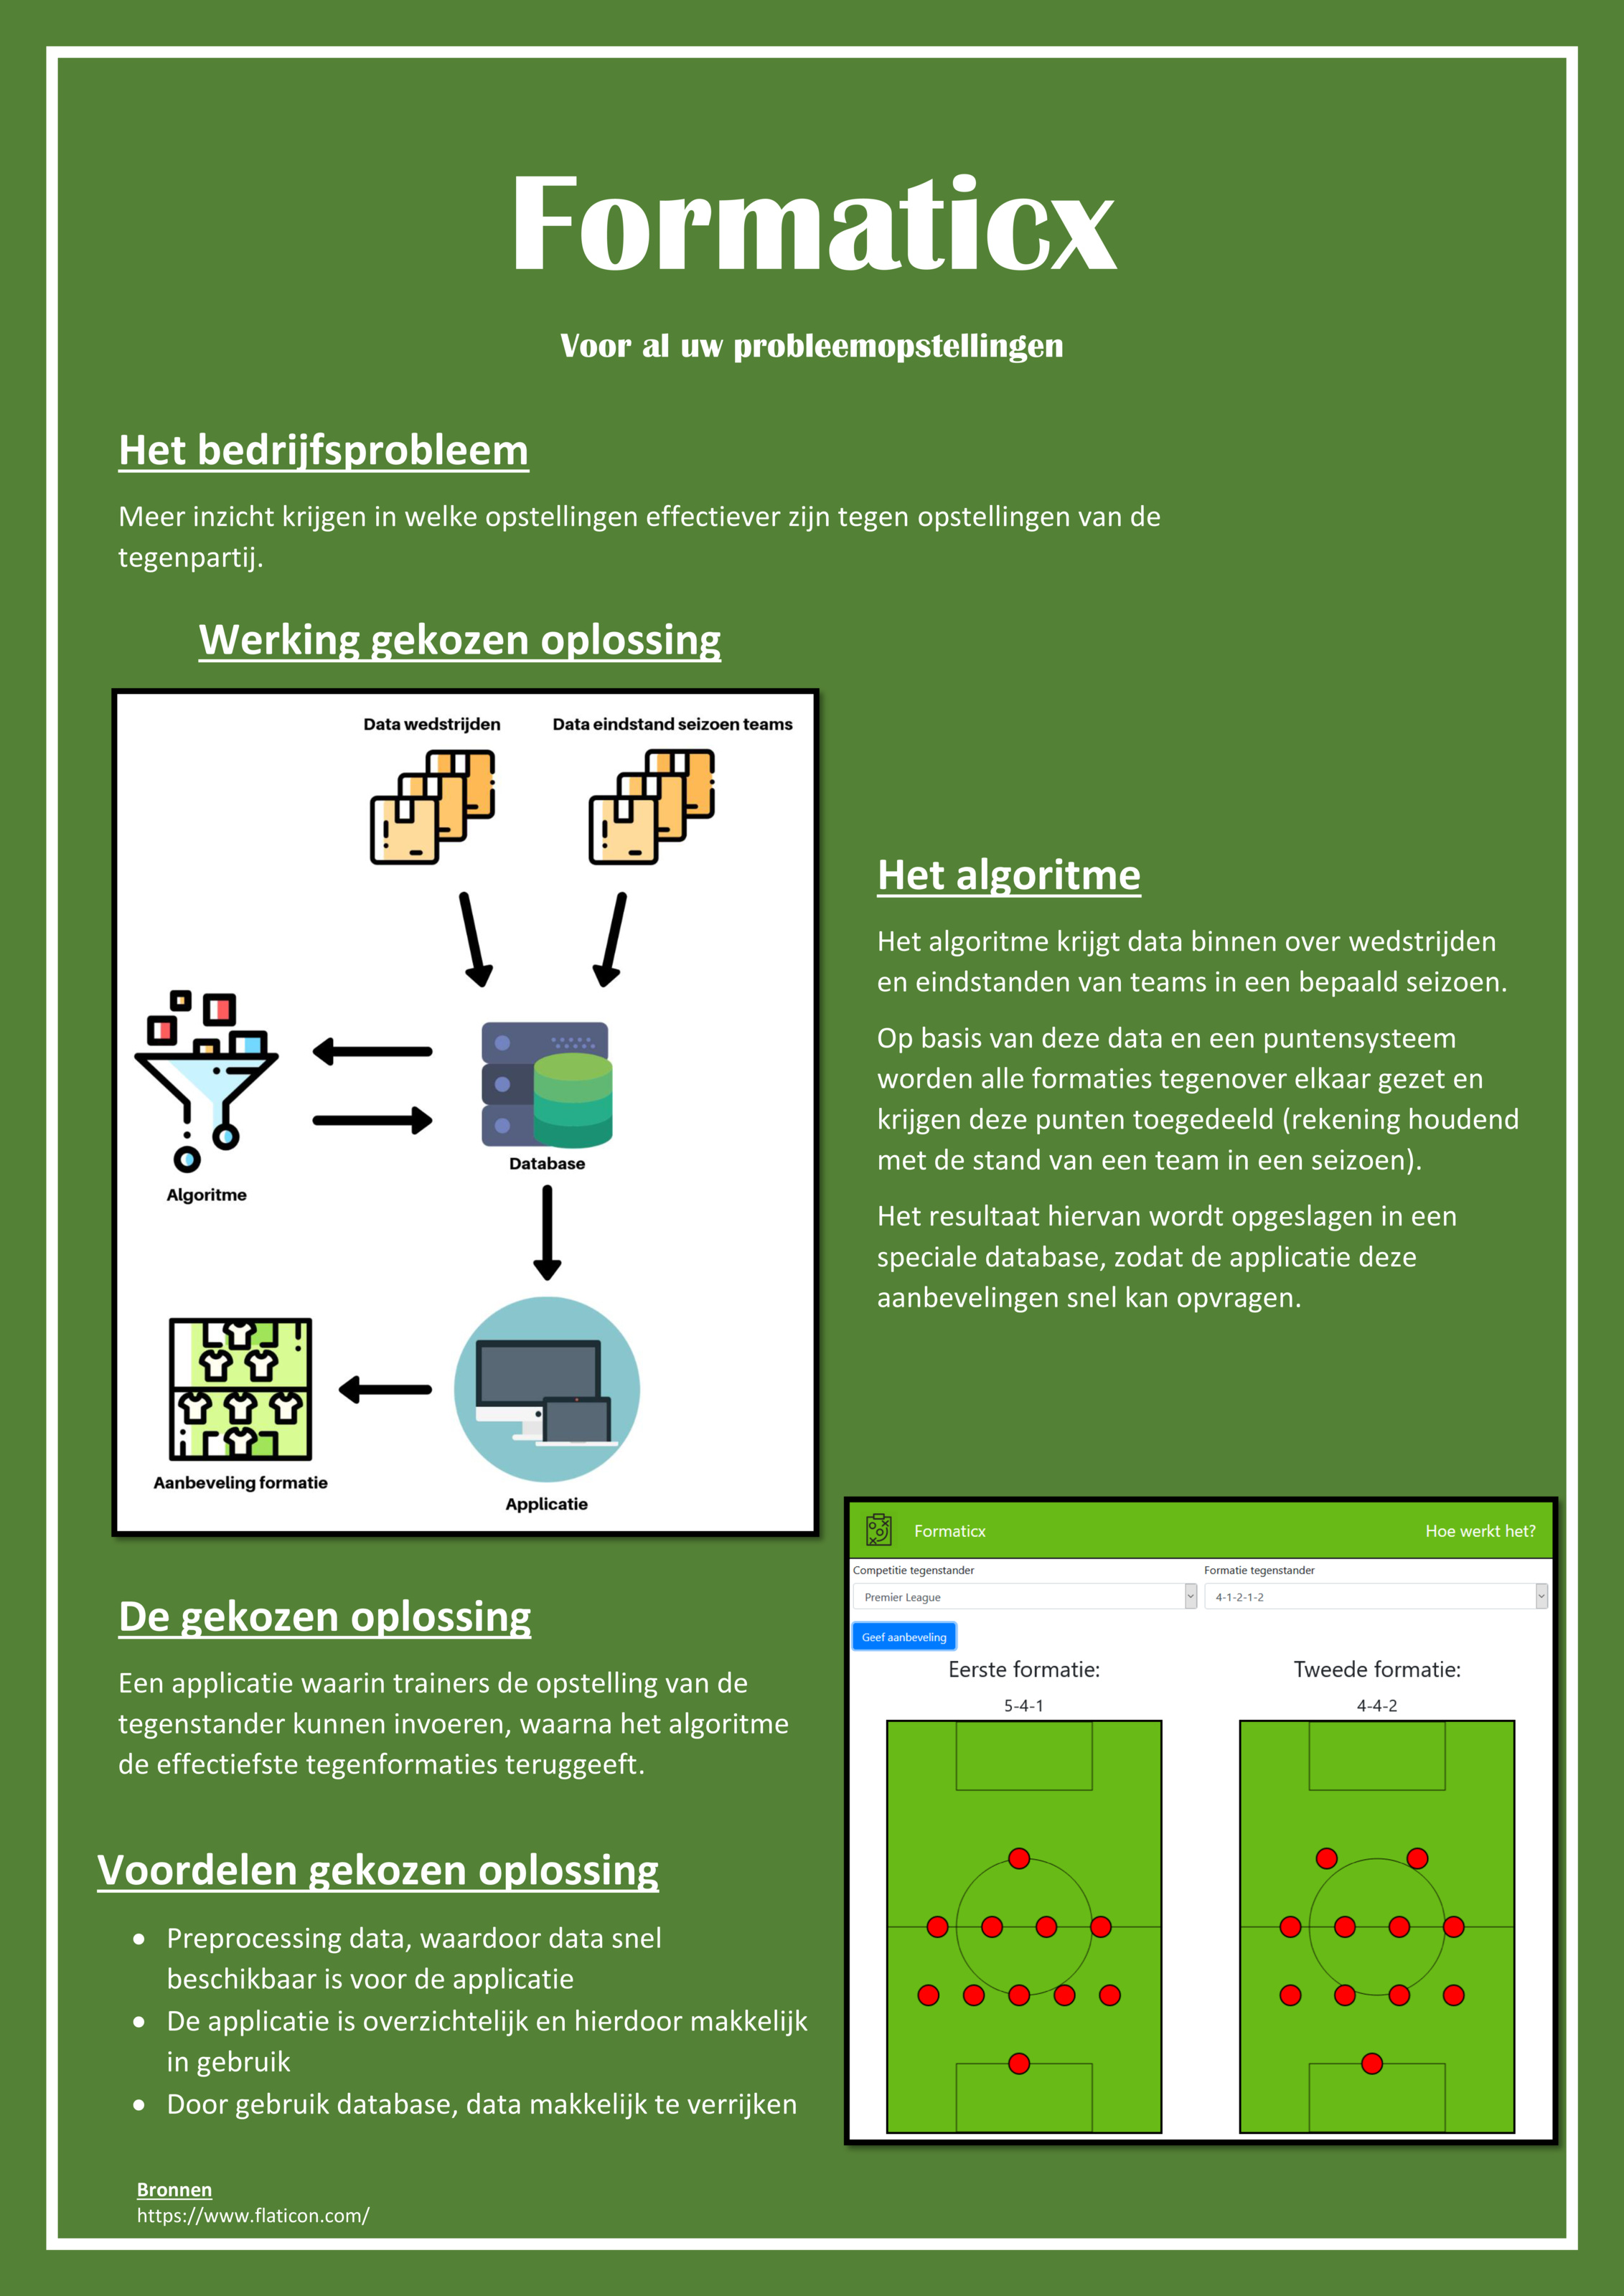 Formaticx
Voor al uw probleemopstellingen
Het bedrijfsprobleem
Meer inzicht krijgen in welke opstellingen effectiever zijn tegen opstellingen van de
tegenpartij.
Werking gekozen oplossing
Data wedstrijden
Data eindstand seizoen teams
Database
Algoritme
Aanbeveling formatie
Applicatie
Het algoritme
Het algoritme krijgt data binnen over wedstrijden
en eindstanden van teams in een bepaald seizoen.
Op basis van deze data en een puntensysteem
worden alle formaties tegenover elkaar gezet en
krijgen deze punten toegedeeld (rekening houdend
met de stand van een team in een seizoen).
Het resultaat hiervan wordt opgeslagen in een
speciale database, zodat de applicatie deze
aanbevelingen snel kan opvragen.
De gekozen oplossing
Een applicatie waarin trainers de opstelling van de
tegenstander kunnen invoeren, waarna het algoritme
de effectiefste tegenformaties teruggeeft.
Voordelen gekozen oplossing
• Preprocessing data, waardoor data snel
beschikbaar is voor de applicatie
• De applicatie is overzichtelijk en hierdoor makkelijk
in gebruik
• Door gebruik database, data makkelijk te verrijken
Formaticx
Hoe werkt het?
Competitie tegenstander
Formatie tegenstander
Premier League
4-1-2-1-2
Geef aanbeveling
Eerste formatie:
5-4-1
Tweede formatie:
4-4-2
Bronnen
https://www.flaticon.com/